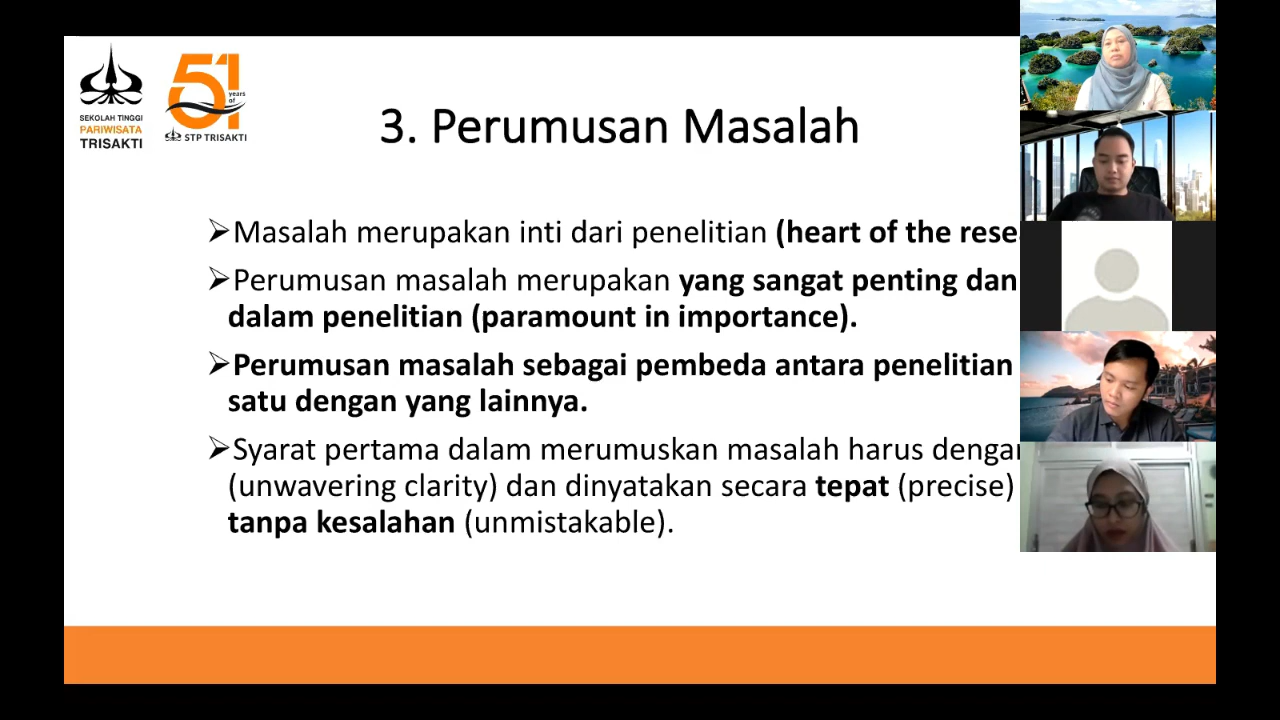 SEKOLAH TINGGI
PARIWISATA
TRISAKTI
51
years
of
STP TRISAKTI
3. Perumusan Masalah
➢Masalah merupakan inti dari penelitian (heart of the
➢Perumusan masalah merupakan yang sangat penting dan
dalam penelitian (paramount in importance).
➢Perumusan masalah sebagai pembeda antara penelitian
satu dengan yang lainnya.
➢Syarat pertama dalam merumuskan masalah harus
(unwavering clarity) dan dinyatakan secara tepat (precise)
tanpa kesalahan (unmistakable).